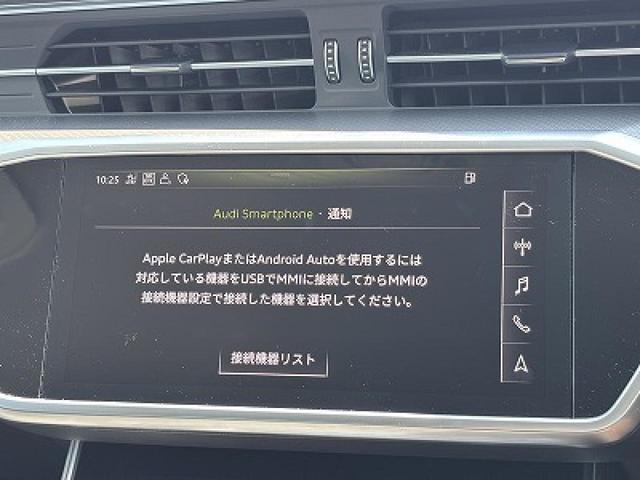 10:25
Audi Smartphone・通知
Apple CarPlayまたはAndroid Autoを使用するには
対応している機器をUSBでMMIに接続してからMMIの
接続機器設定で接続した機器を選択してください。
接続機器リスト